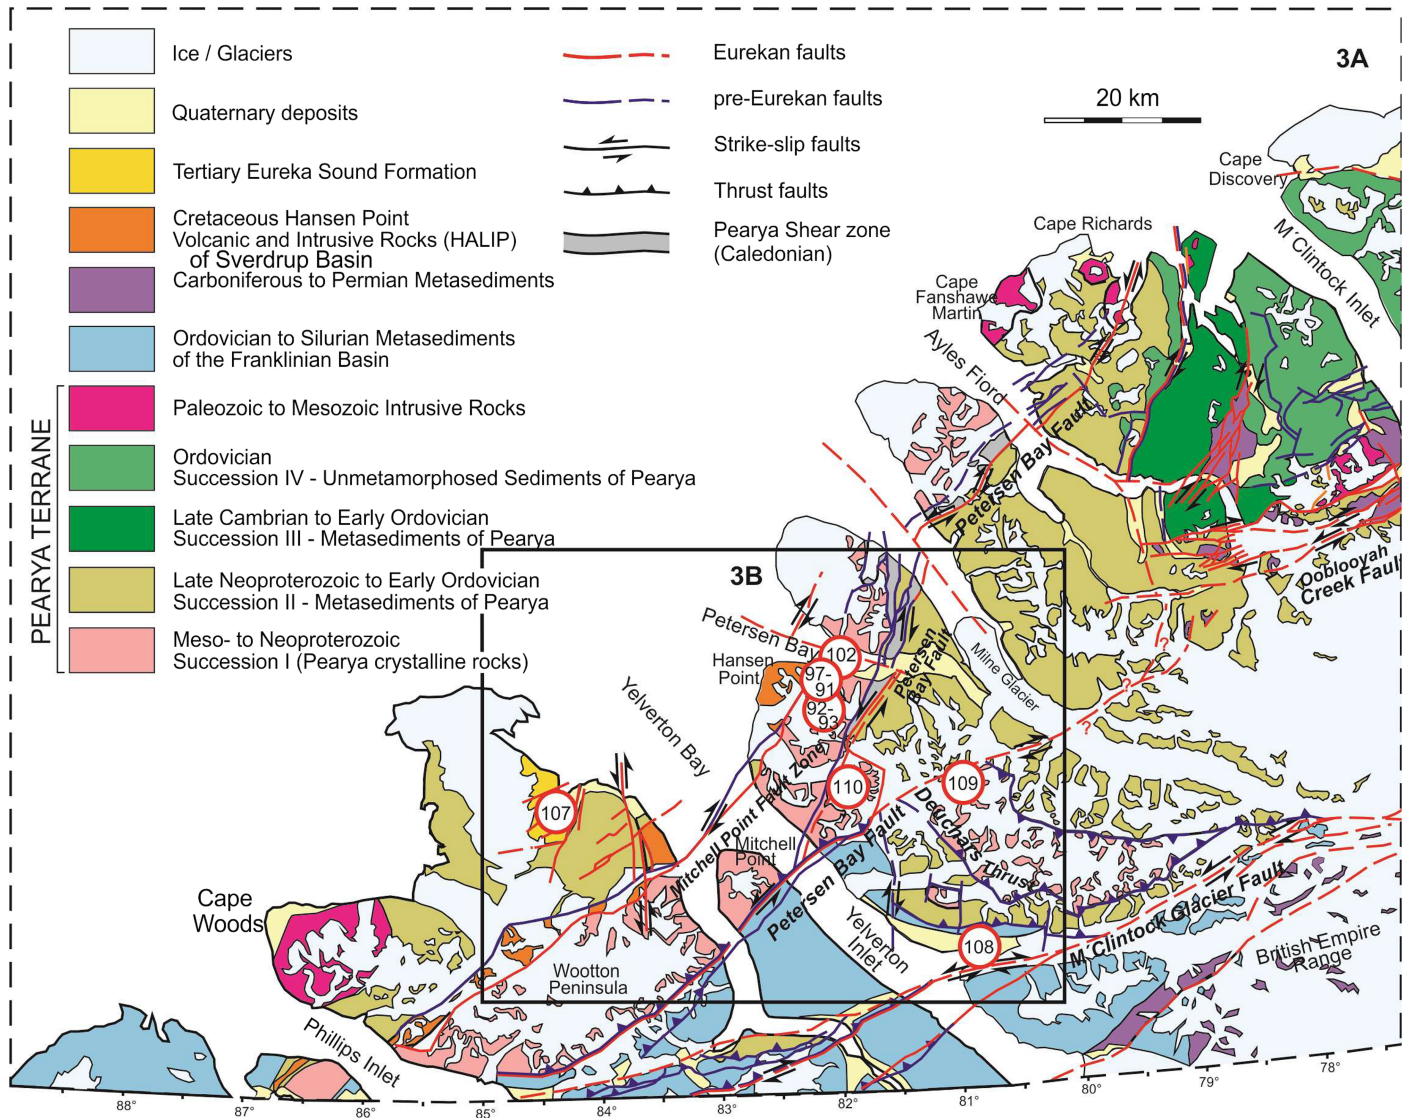 3A
Ice / Glaciers
Quaternary deposits
Tertiary Eureka Sound Formation
Cretaceous Hansen Point
Volcanic and Intrusive Rocks (HALIP)
of Sverdrup Basin
Carboniferous to Permian Metasediments
Ordovician to Silurian Metasediments
of the Franklinian Basin
PEARYA TERRANE
Paleozoic to Mesozoic Intrusive Rocks
Ordovician
Succession IV - Unmetamorphosed Sediments of Pearya
Late Cambrian to Early Ordovician
Succession III - Metasediments of Pearya
Late Neoproterozoic to Early Ordovician
Succession II - Metasediments of Pearya
Meso- to Neoproterozoic
Succession I (Pearya crystalline rocks)
Eurekan faults
pre-Eurekan faults
Strike-slip faults
Thrust faults
Pearya Shear zone
(Caledonian)
20 km
Cape
Discovery
M´Clintock Inlet
Cape Richards
Cape
Fanshawe
Martin
Ayles Fiord
Petersen Bay Fault
Petersen Bay Fault
Ooblooyah
Creek Fault
3B
Petersen Bay
Hansen
Point
102
97-
91
92-
93
Petersen
Bay Fault
Milne Glacier
?
?
?
Yelverton Bay
Mitchell Point Fault Zone
110
109
107
Mitchell
Point
Petersen Bay Fault
Deuchars Thrust
Yelverton
Inlet
108
M´Clintock Glacier Fault
British Empire
Range
Cape
Woods
Wootton
Peninsula
Phillips Inlet
88°
87°
86°
85°
84°
83°
82°
81°
80°
79°
78°